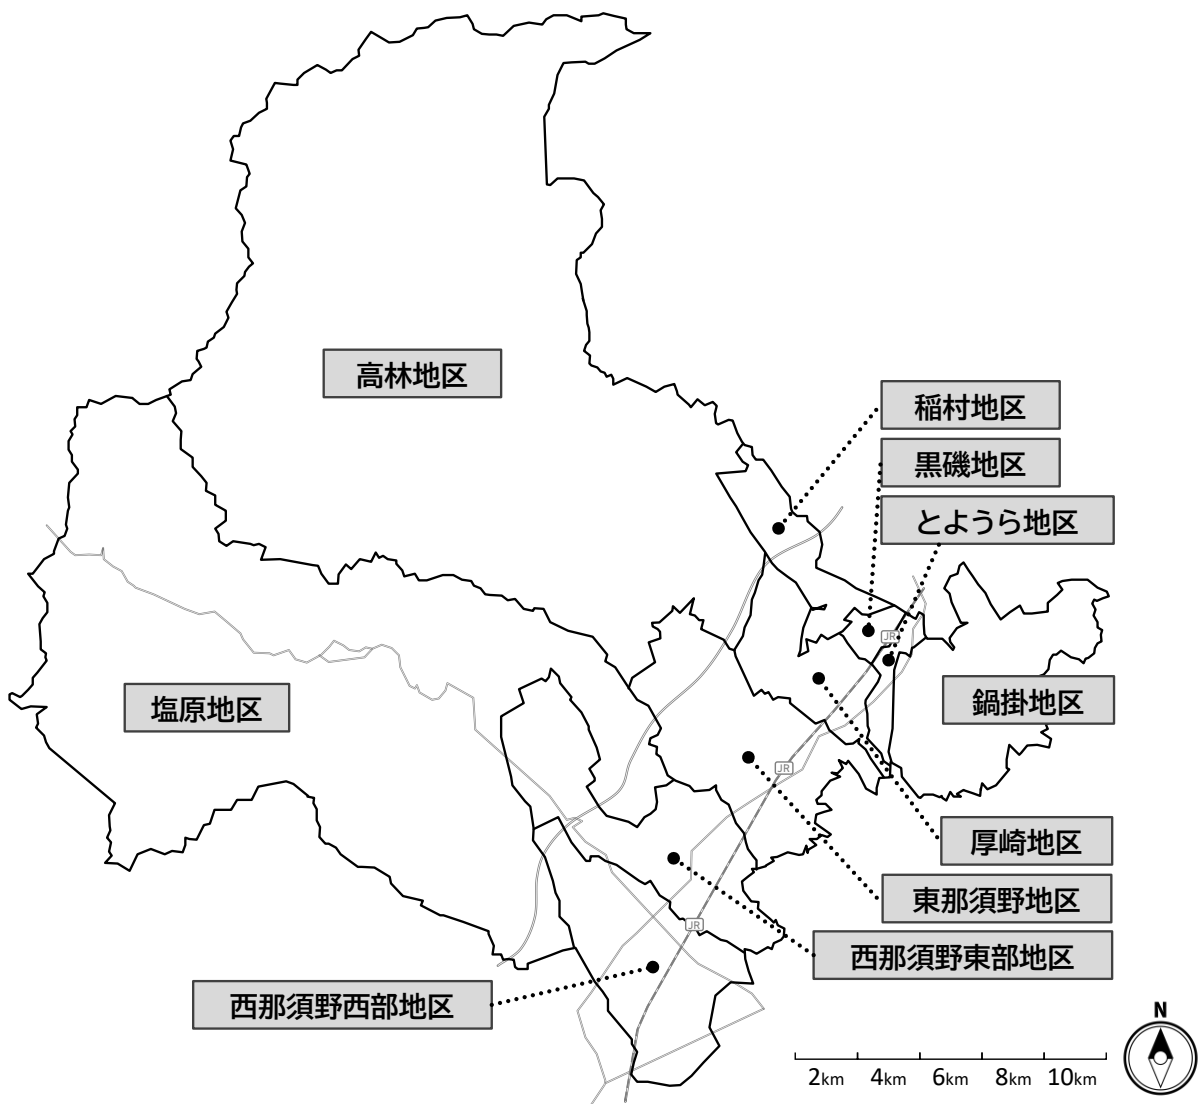 高林地区
稲村地区
黒磯地区
とようら地区
JR
塩原地区
鍋掛地区
JR
厚崎地区
東那須野地区
JR
西那須野東部地区
西那須野西部地区
N
2km 4km 6km 8km 10km